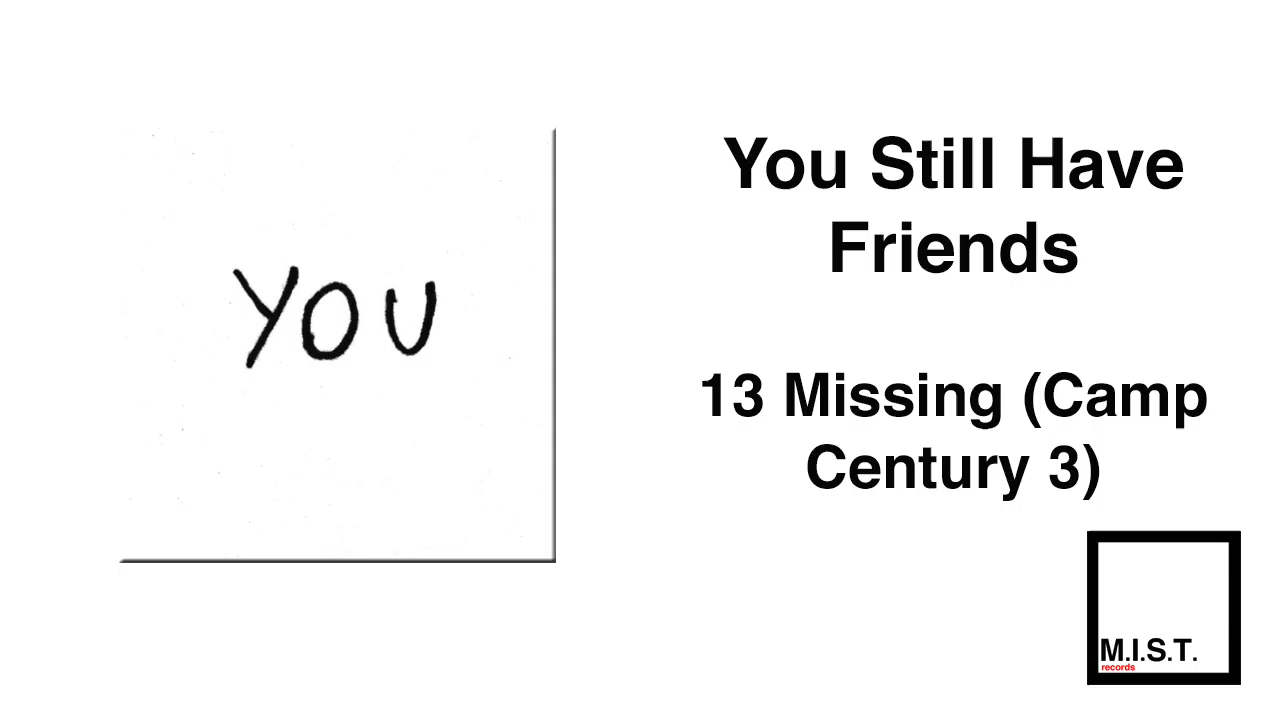 YOU
You Still Have
Friends
13 Missing (Camp
Century 3)
M.I.S.T.
records